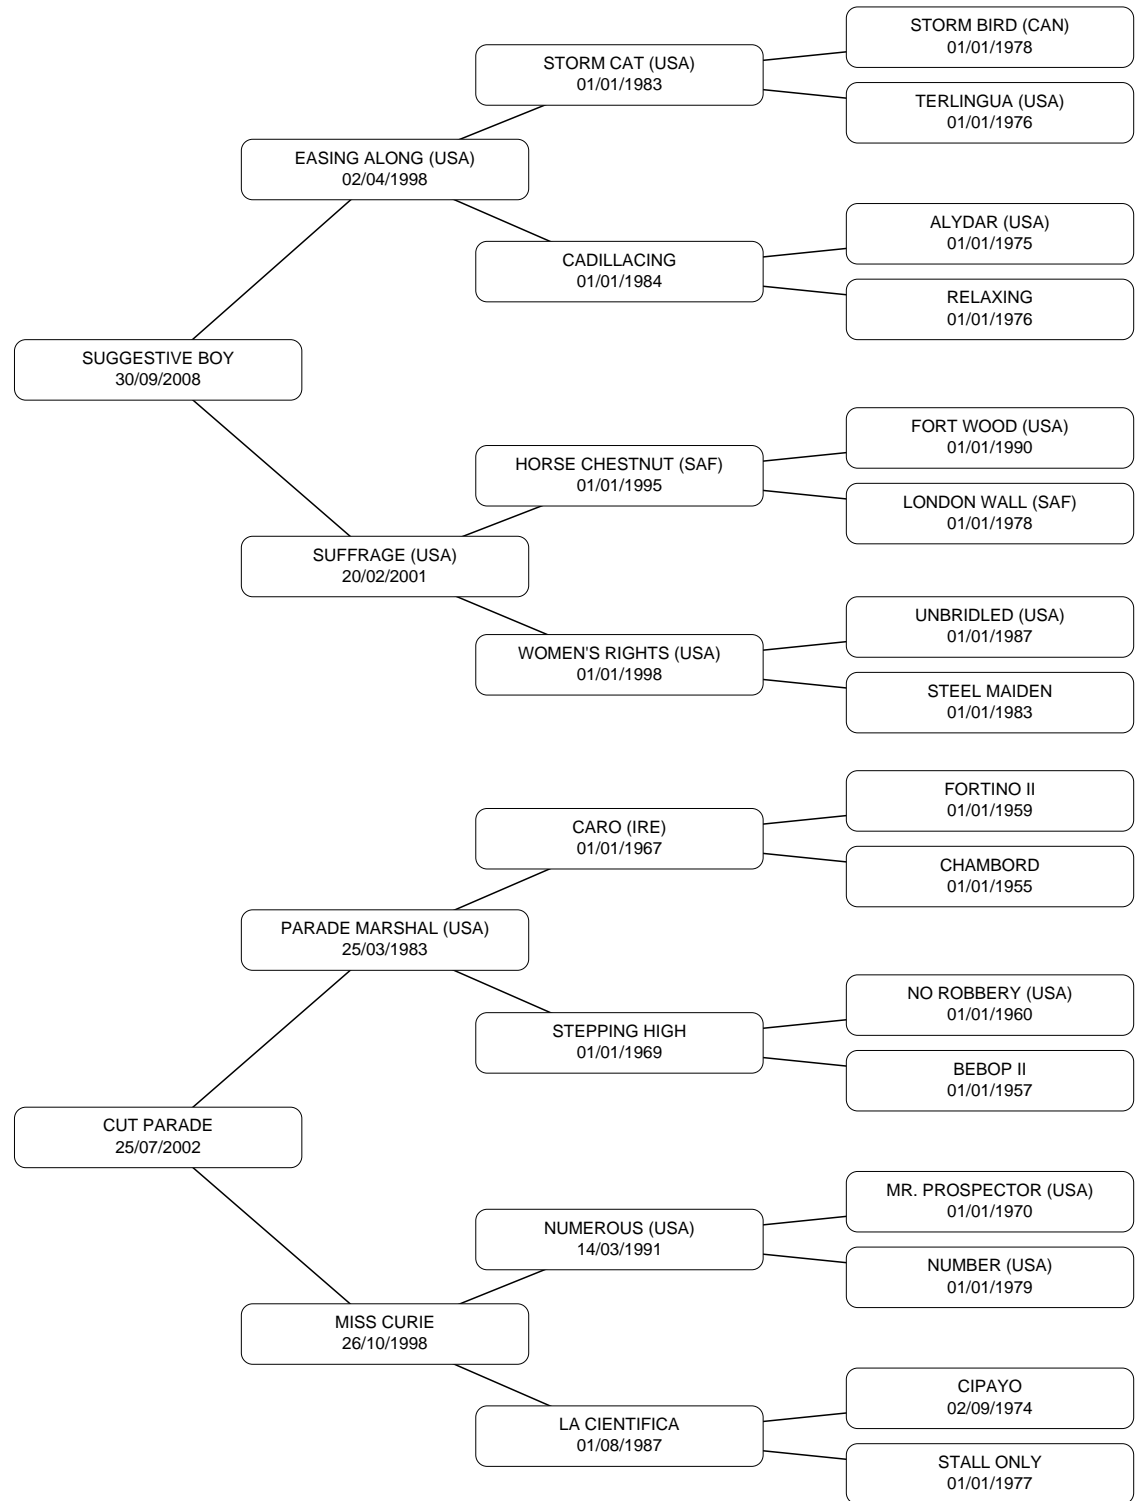 STORM BIRD (CAN)
01/01/1978
STORM CAT (USA)
01/01/1983
TERLINGUA (USA)
01/01/1976
EASING ALONG (USA)
02/04/1998
ALYDAR (USA)
01/01/1975
CADILLACING
01/01/1984
RELAXING
01/01/1976
SUGGESTIVE BOY
30/09/2008
FORT WOOD (USA)
01/01/1990
HORSE CHESTNUT (SAF)
01/01/1995
LONDON WALL (SAF)
01/01/1978
SUFFRAGE (USA)
20/02/2001
UNBRIDLED (USA)
01/01/1987
WOMEN'S RIGHTS (USA)
01/01/1998
STEEL MAIDEN
01/01/1983
FORTINO II
01/01/1959
CARO (IRE)
01/01/1967
CHAMBORD
01/01/1955
PARADE MARSHAL (USA)
25/03/1983
NO ROBBERY (USA)
01/01/1960
STEPPING HIGH
01/01/1969
BEBOP II
01/01/1957
CUT PARADE
25/07/2002
MR. PROSPECTOR (USA)
01/01/1970
NUMEROUS (USA)
14/03/1991
NUMBER (USA)
01/01/1979
MISS CURIE
26/10/1998
CIPAYO
02/09/1974
LA CIENTIFICA
01/08/1987
STALL ONLY
01/01/1977